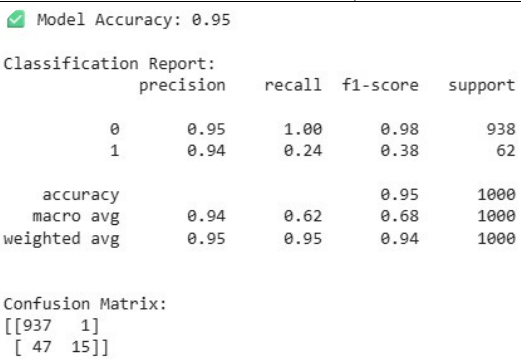 ✅ Model Accuracy: 0.95
Classification Report:
precision recall f1-score support
0 0.95 1.00 0.98 938
1 0.94 0.24 0.38 62
accuracy 0.95 1000
macro avg 0.94 0.62 0.68 1000
weighted avg 0.95 0.95 0.94 1000
Confusion Matrix:
[[937 1]
[ 47 15]]